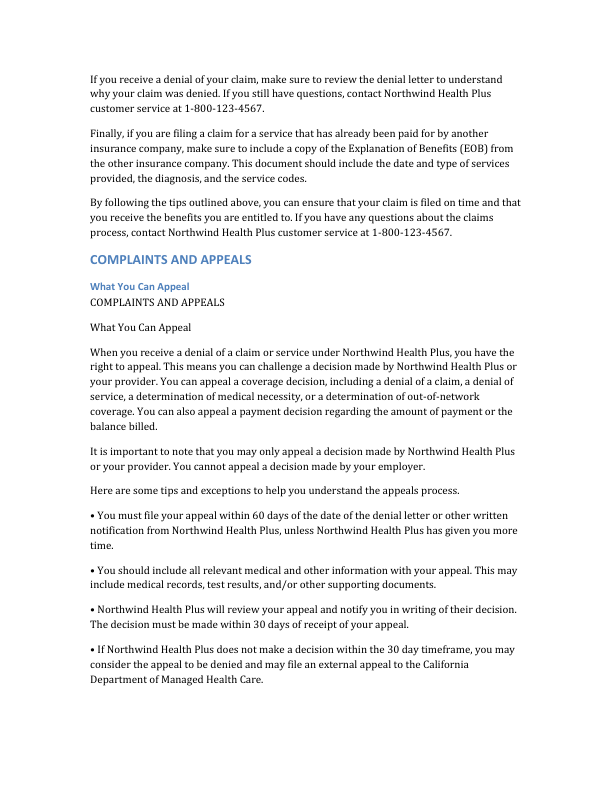 If you receive a denial of your claim, make sure to review the denial letter to understand
why your claim was denied. If you still have questions, contact Northwind Health Plus
customer service at 1-800-123-4567.
Finally, if you are filing a claim for a service that has already been paid for by another
insurance company, make sure to include a copy of the Explanation of Benefits (EOB) from
the other insurance company. This document should include the date and type of services
provided, the diagnosis, and the service codes.
By following the tips outlined above, you can ensure that your claim is filed on time and that
you receive the benefits you are entitled to. If you have any questions about the claims
process, contact Northwind Health Plus customer service at 1-800-123-4567.
COMPLAINTS AND APPEALS
What You Can Appeal
COMPLAINTS AND APPEALS
What You Can Appeal
When you receive a denial of a claim or service under Northwind Health Plus, you have the
right to appeal. This means you can challenge a decision made by Northwind Health Plus or
your provider. You can appeal a coverage decision, including a denial of a claim, a denial of
service, a determination of medical necessity, or a determination of out-of-network
coverage. You can also appeal a payment decision regarding the amount of payment or the
balance billed.
It is important to note that you may only appeal a decision made by Northwind Health Plus
or your provider. You cannot appeal a decision made by your employer.
Here are some tips and exceptions to help you understand the appeals process.
• You must file your appeal within 60 days of the date of the denial letter or other written
notification from Northwind Health Plus, unless Northwind Health Plus has given you more
time.
• You should include all relevant medical and other information with your appeal. This may
include medical records, test results, and/or other supporting documents.
• Northwind Health Plus will review your appeal and notify you in writing of their decision.
The decision must be made within 30 days of receipt of your appeal.
• If Northwind Health Plus does not make a decision within the 30 day timeframe, you may
consider the appeal to be denied and may file an external appeal to the California
Department of Managed Health Care.